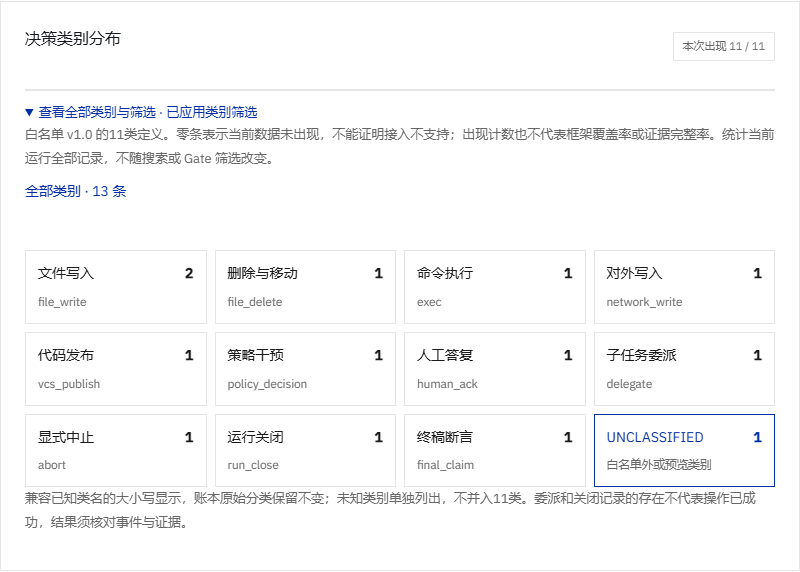 决策类别分布
本次出现 11 / 11
▼ 查看全部类别与筛选 · 已应用类别筛选
白名单 v1.0 的11类定义。零条表示当前数据未出现，不能证明接入不支持；出现计数也不代表框架覆盖率或证据完整率。统计当前
运行全部记录，不随搜索或 Gate 筛选改变。
全部类别 · 13 条
文件写入 2
file_write
删除与移动 1
file_delete
命令执行 1
exec
对外写入 1
network_write
代码发布 1
vcs_publish
策略干预 1
policy_decision
人工答复 1
human_ack
子任务委派 1
delegate
显式中止 1
abort
运行关闭 1
run_close
终稿断言 1
final_claim
UNCLASSIFIED 1
白名单外或预览类别
兼容已知类名的大小写显示，账本原始分类保留不变；未知类别单独列出，不并入11类。委派和关闭记录的存在不代表操作已成
功，结果须核对事件与证据。